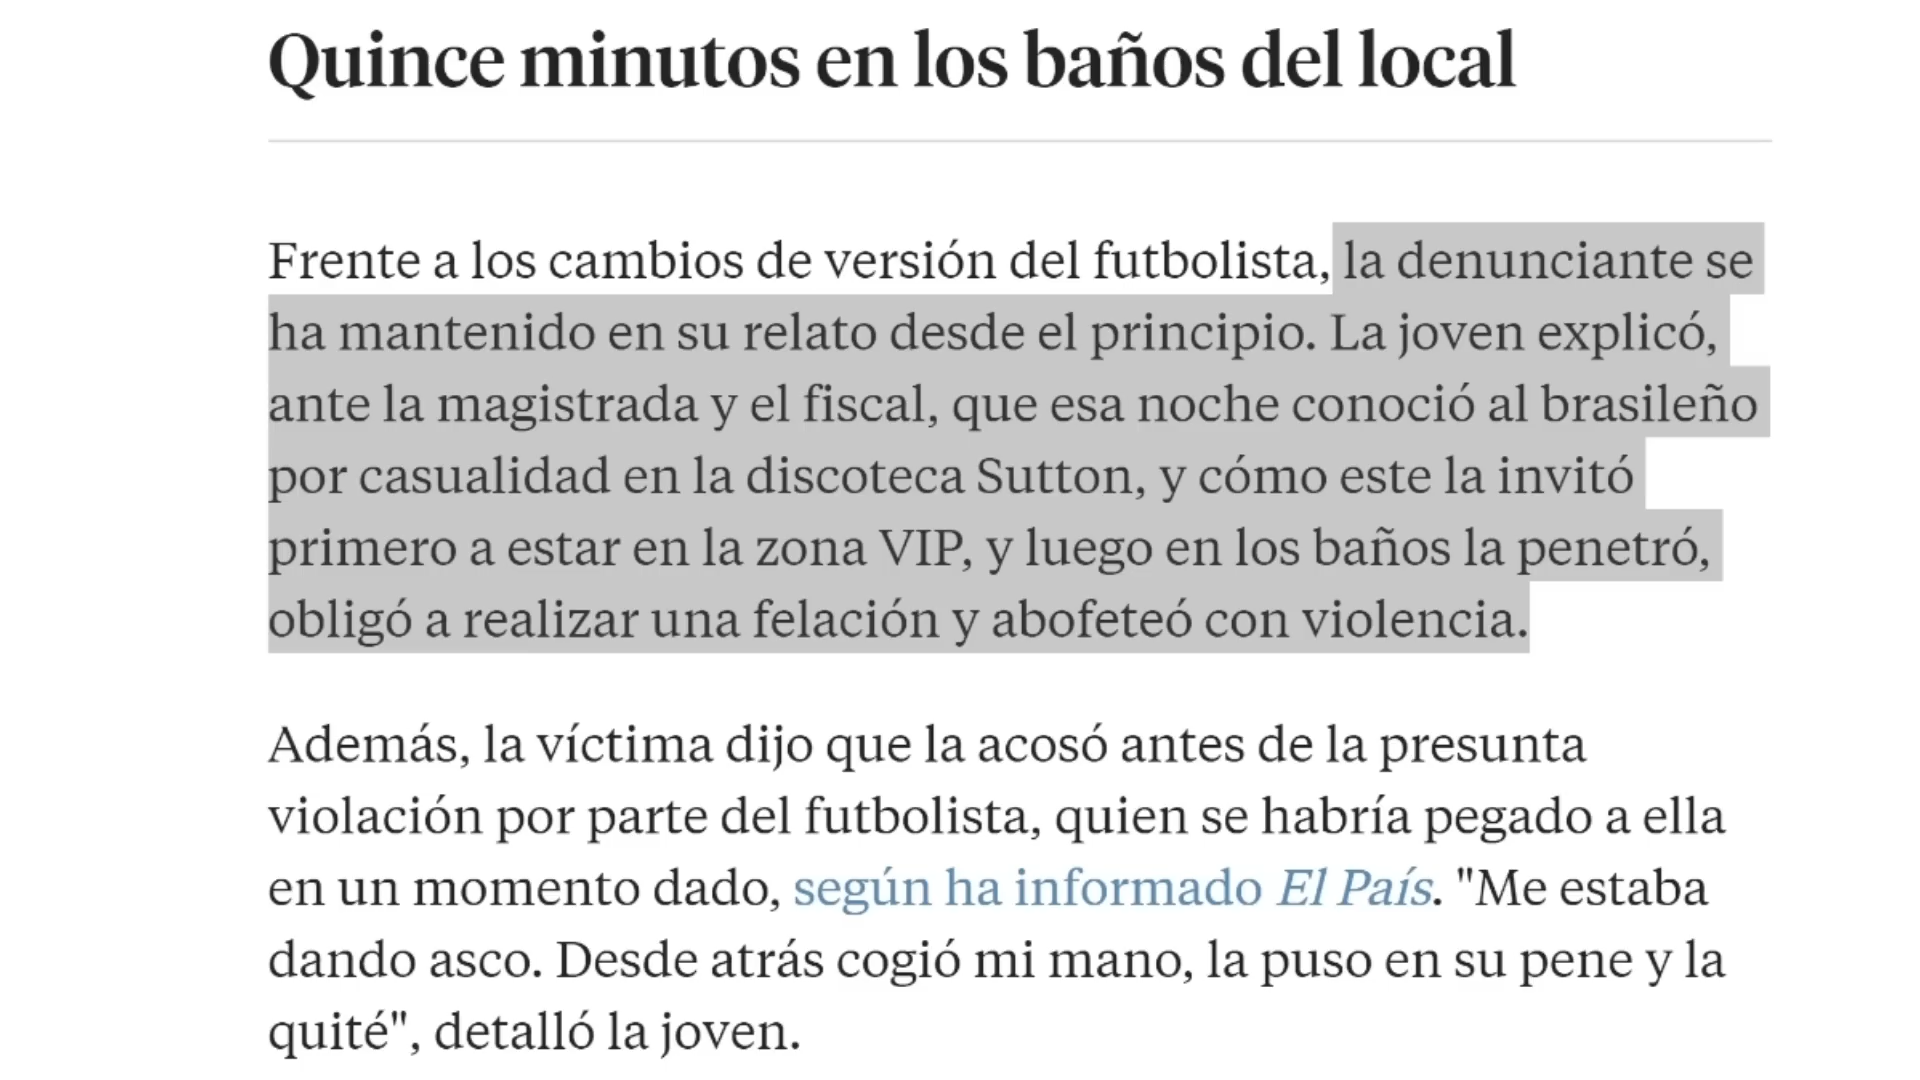 Quince minutos en los baños del local
Frente a los cambios de versión del futbolista, la denunciante se
ha mantenido en su relato desde el principio. La joven explicó,
ante la magistrada y el fiscal, que esa noche conoció al brasileño
por casualidad en la discoteca Sutton, y cómo este la invitó
primero a estar en la zona VIP, y luego en los baños la penetró,
obligó a realizar una felación y abofeteó con violencia.
Además, la víctima dijo que la acosó antes de la presunta
violación por parte del futbolista, quien se habría pegado a ella
en un momento dado, según ha informado El País. "Me estaba
dando asco. Desde atrás cogió mi mano, la puso en su pene y la
quité", detalló la joven.